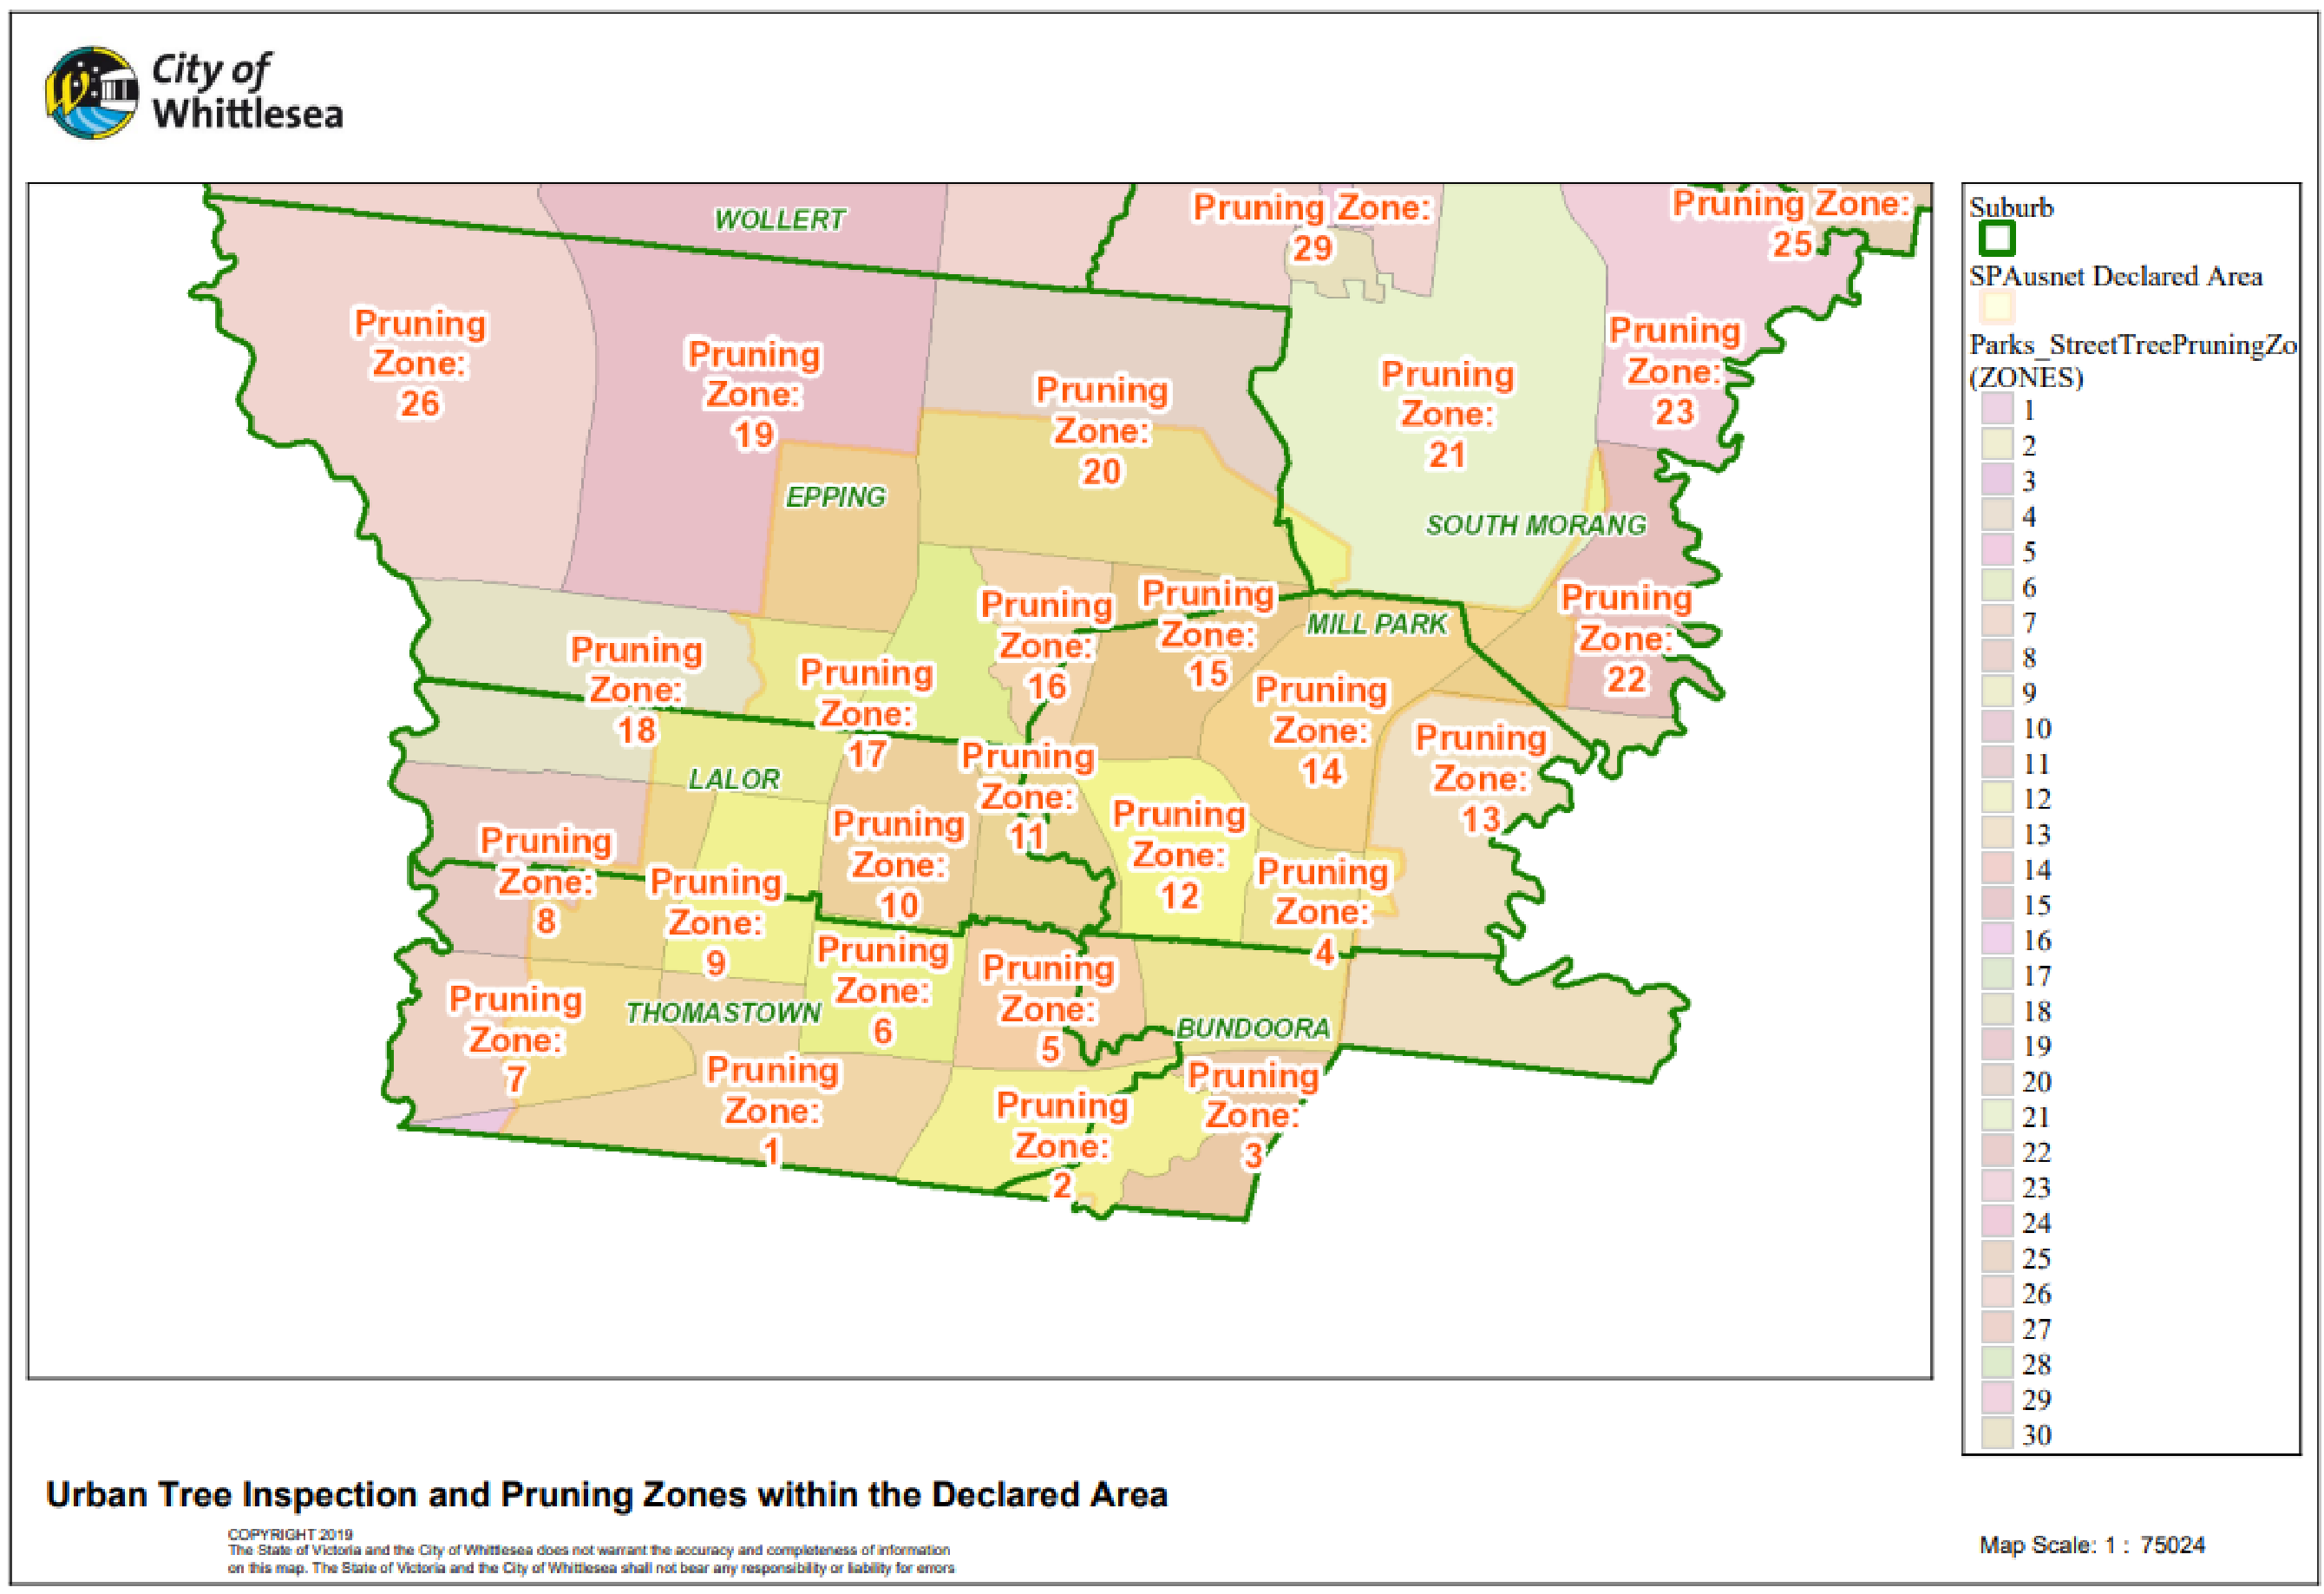 City of
Whittlesea
WOLLERT
Pruning Zone:
29
Pruning Zone:
25
Pruning
Zone:
26
Pruning
Zone:
19
Pruning
Zone:
20
Pruning
Zone:
21
Pruning
Zone:
23
EPPING
SOUTH MORANG
Pruning
Zone:
18
Pruning
Zone:
17
Pruning
Zone:
16
Pruning
Zone:
15
MILL PARK
Pruning
Zone:
22
Pruning
Zone:
14
Pruning
Zone:
13
LALOR
Pruning
Zone:
11
Pruning
Zone:
8
Pruning
Zone:
9
Pruning
Zone:
10
Pruning
Zone:
12
Pruning
Zone:
4
Pruning
Zone:
7
THOMASTOWN
Pruning
Zone:
6
Pruning
Zone:
5
BUNDOORA
Pruning
Zone:
1
Pruning
Zone:
2
Pruning
Zone:
3
Suburb
SPAusnet Declared Area
Parks_StreetTreePruningZo
(ZONES)
1
2
3
4
5
6
7
8
9
10
11
12
13
14
15
16
17
18
19
20
21
22
23
24
25
26
27
28
29
30
Urban Tree Inspection and Pruning Zones within the Declared Area
COPYRIGHT 2019
The State of Victoria and the City of Whittlesea does not warrant the accuracy and completeness of information
on this map. The State of Victoria and the City of Whittlesea shall not bear any responsibility or liability for errors
Map Scale: 1 : 75024